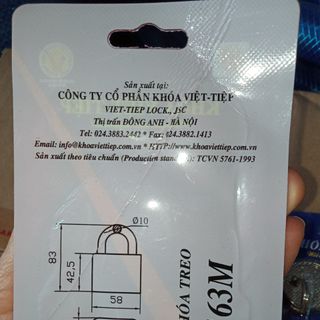 Sản xuất tại:
CÔNG TY CỔ PHẦN KHÓA VIỆT-TIỆP
VIET-TIEP LOCK., JSC
Thị trấn ĐÔNG ANH - HÀ NỘI
Tel: 024.3883.2442 * Fax: 024.3882.1413
Email: info@khoaviettiep.com.vn * HTTP://www.khoaviettiep.com.vn
Sản xuất theo tiêu chuẩn (Production standard): TCVN 5761-1993
Ø10
83
42,5
58
HÓA TREO
63M